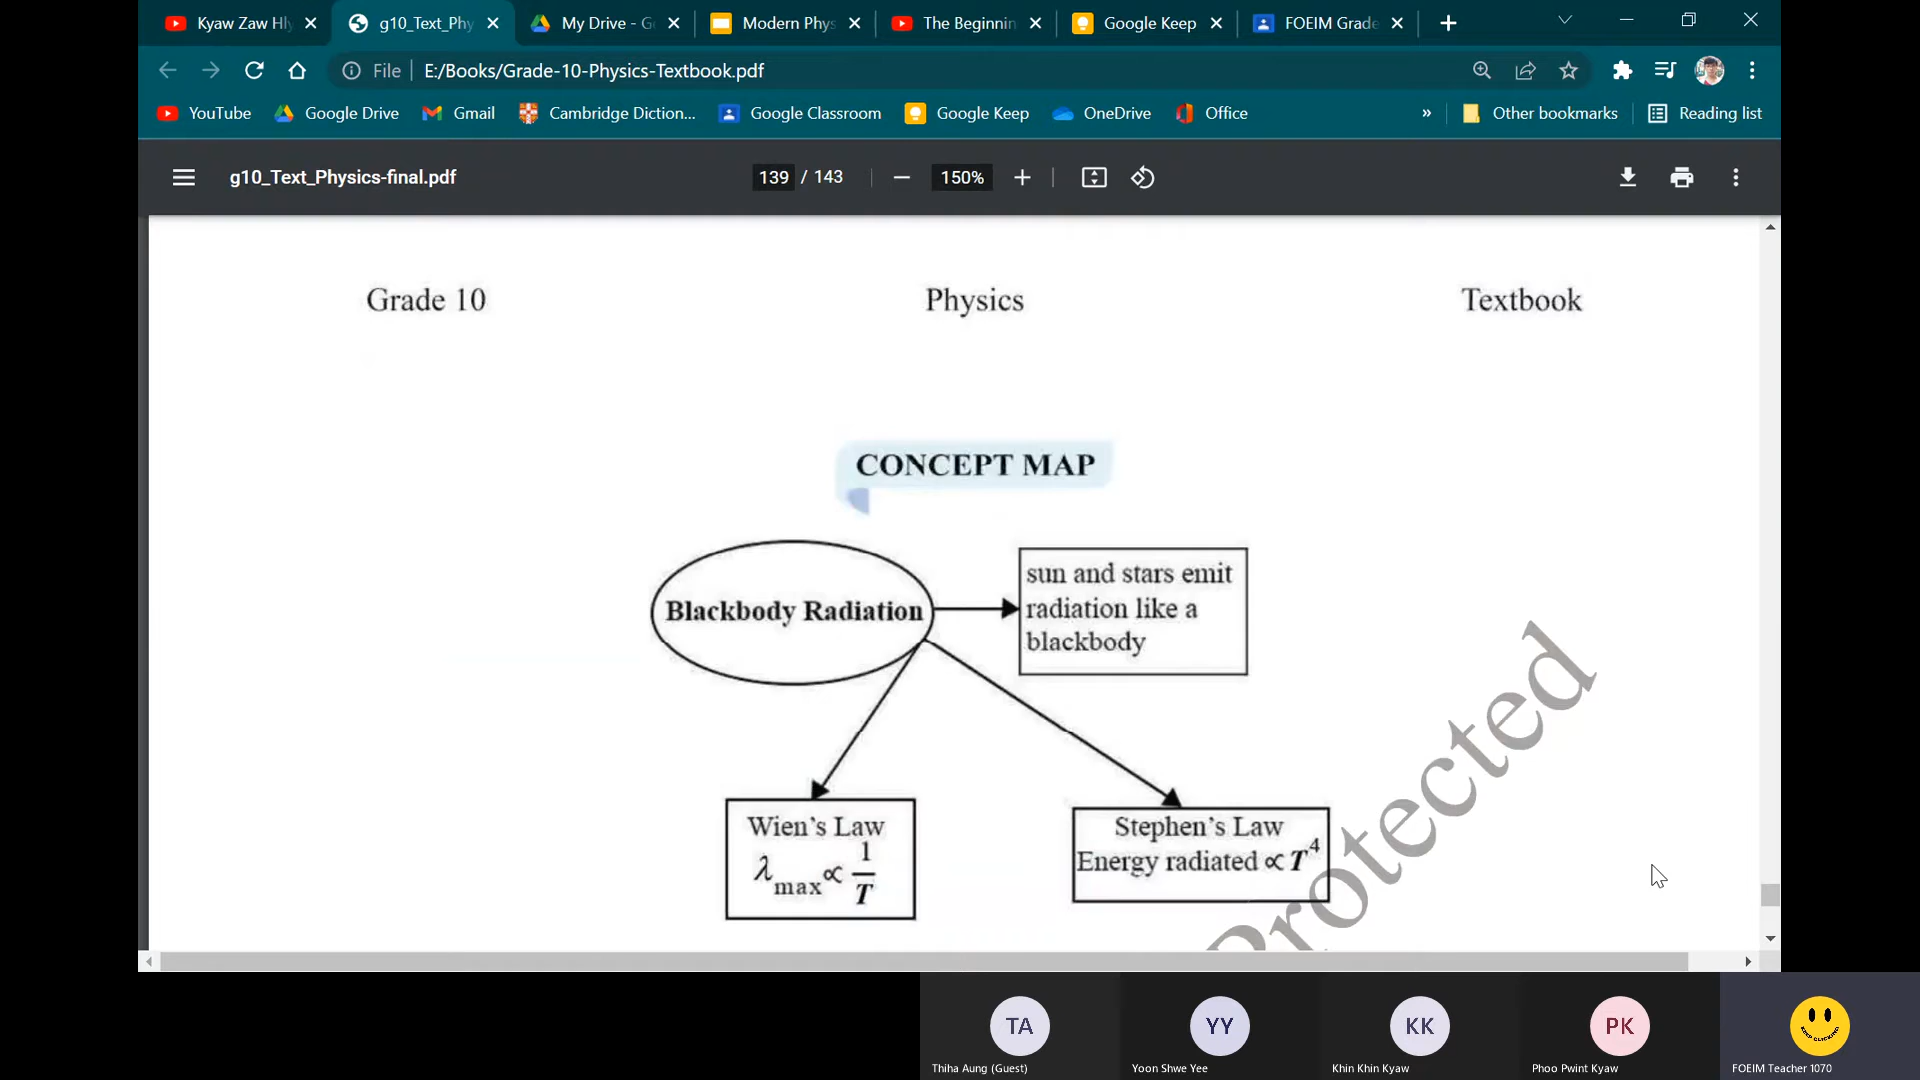 Kyaw Zaw Hl
g10_Text_Phy
My Drive - G
Modern Phys
The Beginnin
Google Keep
FOEIM Grade
File
E:/Books/Grade-10-Physics-Textbook.pdf
YouTube
Google Drive
Gmail
Cambridge Diction...
Google Classroom
Google Keep
OneDrive
Office
»
Other bookmarks
Reading list
g10_Text_Physics-final.pdf
139 / 143
150%
Grade 10
Physics
Textbook
CONCEPT MAP
Blackbody Radiation
sun and stars emit
radiation like a
blackbody
Wien's Law
λmax ∝ 1/T
Stephen's Law
Energy radiated ∝ T⁴
Protected
TA
Thiha Aung (Guest)
YY
Yoon Shwe Yee
KK
Khin Khin Kyaw
PK
Phoo Pwint Kyaw
FOEIM Teacher 1070